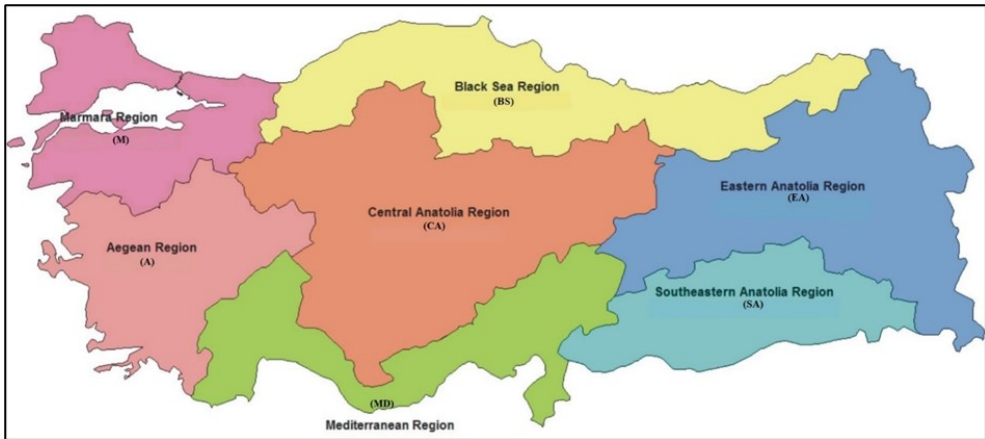 Black Sea Region
(BS)
Marmara Region
(M)
Eastern Anatolia Region
(EA)
Central Anatolia Region
(CA)
Aegean Region
(A)
Southeastern Anatolia Region
(SA)
(MD)
Mediterranean Region